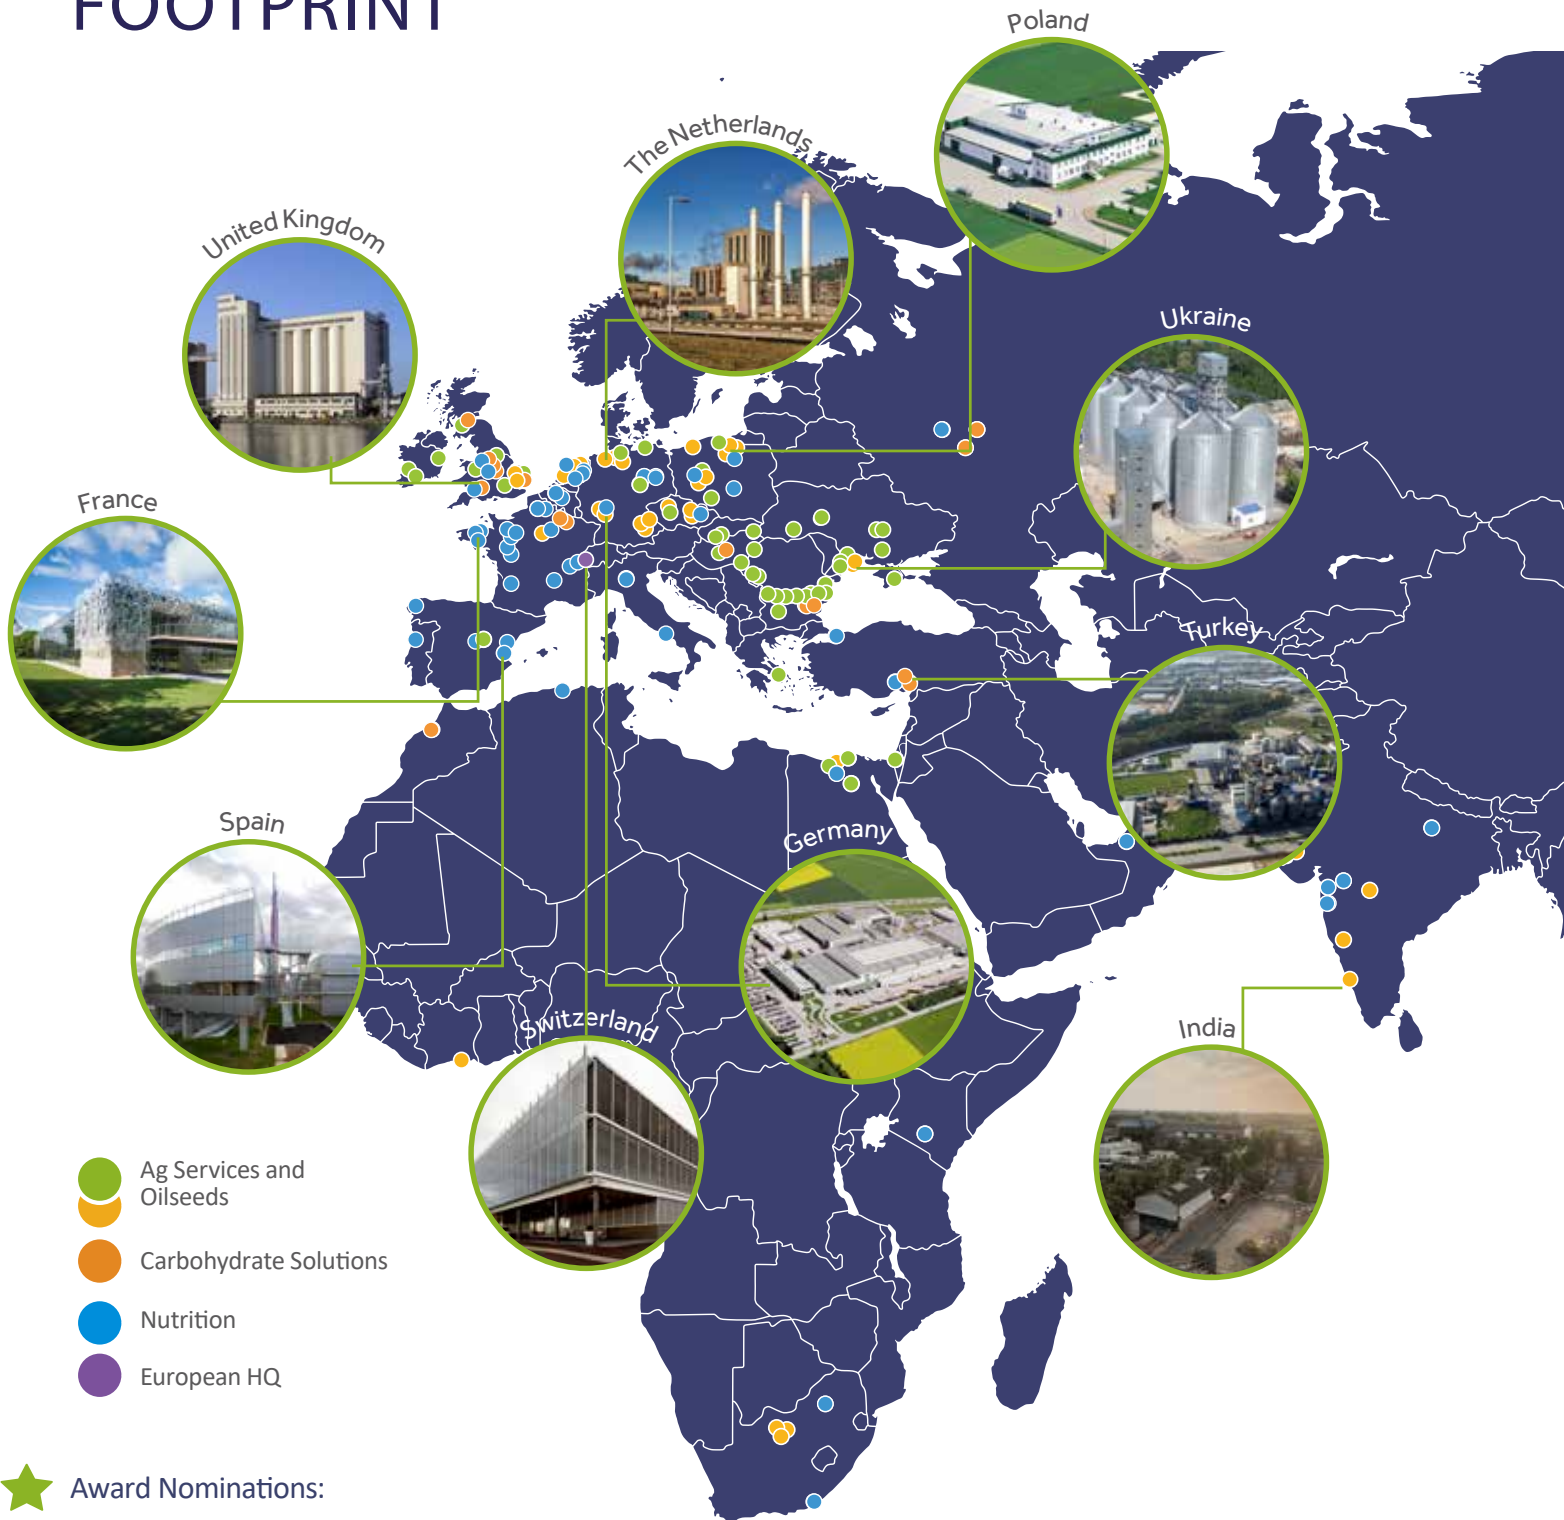 FOOTPRINT
Poland
The Netherlands
United Kingdom
Ukraine
France
Turkey
Spain
Germany
Switzerland
India
Ag Services and
Oilseeds
Carbohydrate Solutions
Nutrition
European HQ
Award Nominations: